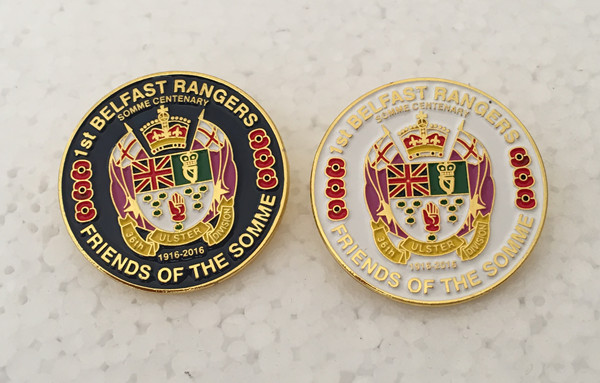 1st BELFAST RANGERS
SOMME CENTENARY
36th ULSTER DIVISION
1916-2016
FRIENDS OF THE SOMME
1st BELFAST RANGERS
SOMME CENTENARY
36th ULSTER DIVISION
1916-2016
FRIENDS OF THE SOMME